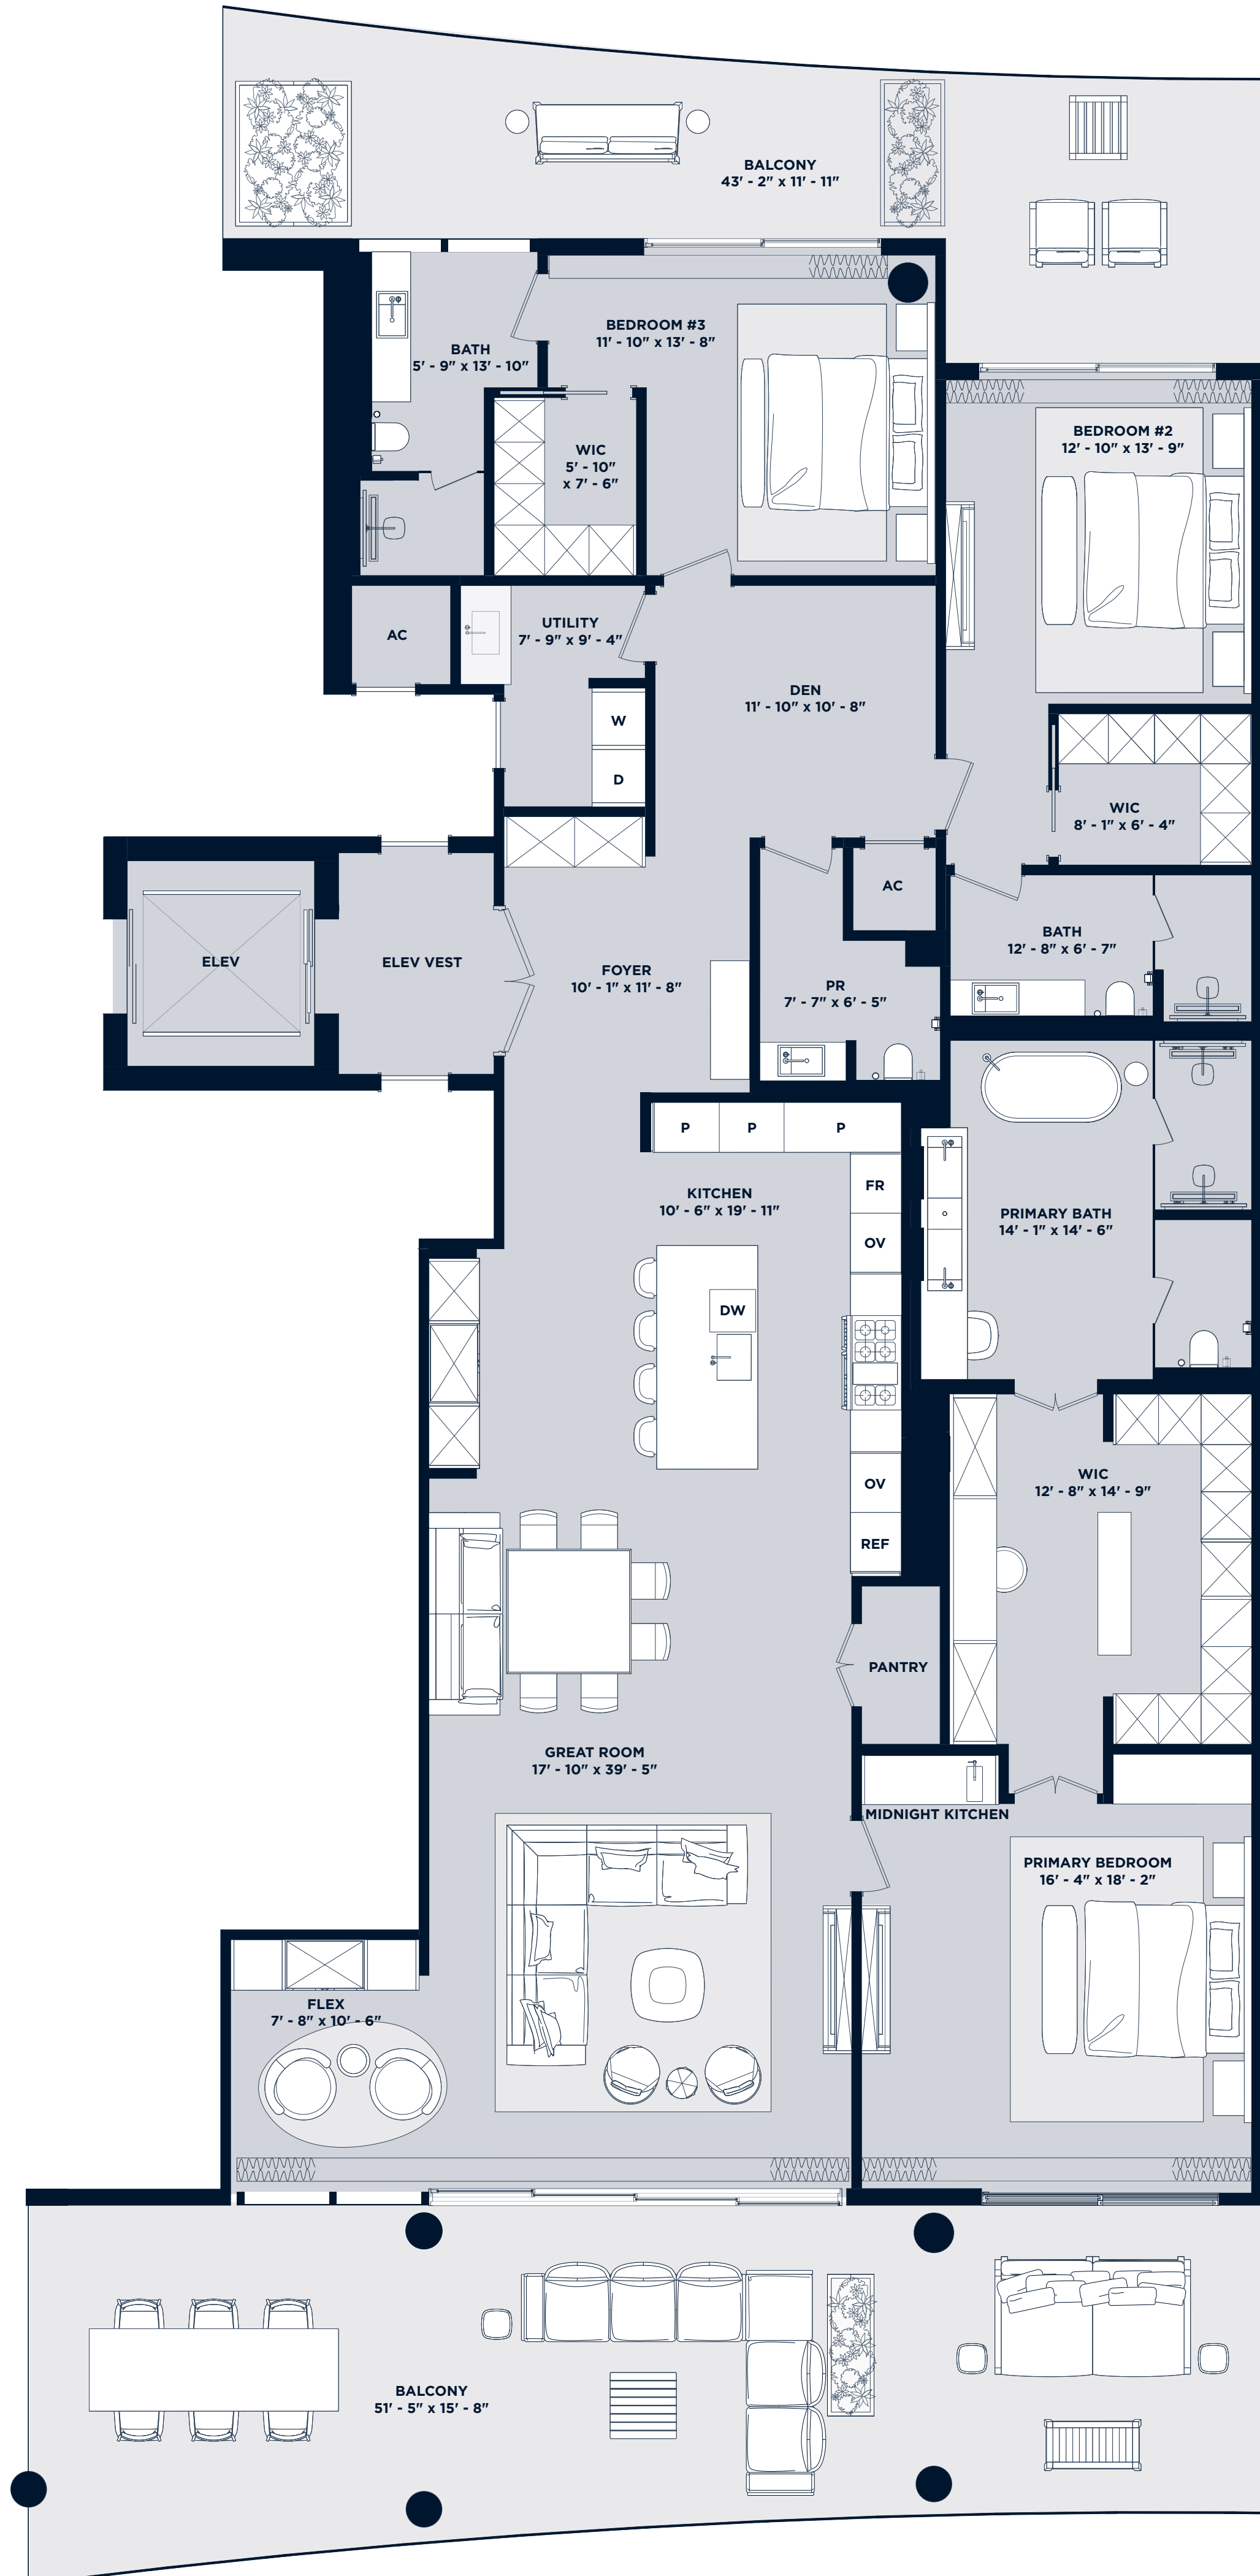 BALCONY
43' - 2" x 11' - 11"
BEDROOM #3
11' - 10" x 13' - 8"
BATH
5' - 9" x 13' - 10"
BEDROOM #2
12' - 10" x 13' - 9"
WIC
5' - 10"
x 7' - 6"
UTILITY
7' - 9" x 9' - 4"
AC
DEN
11' - 10" x 10' - 8"
W
D
WIC
8' - 1" x 6' - 4"
AC
BATH
12' - 8" x 6' - 7"
ELEV
ELEV VEST
FOYER
10' - 1" x 11' - 8"
PR
7' - 7" x 6' - 5"
P
P
P
FR
KITCHEN
10' - 6" x 19' - 11"
PRIMARY BATH
14' - 1" x 14' - 6"
OV
DW
WIC
12' - 8" x 14' - 9"
OV
REF
PANTRY
GREAT ROOM
17' - 10" x 39' - 5"
MIDNIGHT KITCHEN
PRIMARY BEDROOM
16' - 4" x 18' - 2"
FLEX
7' - 8" x 10' - 6"
BALCONY
51' - 5" x 15' - 8"